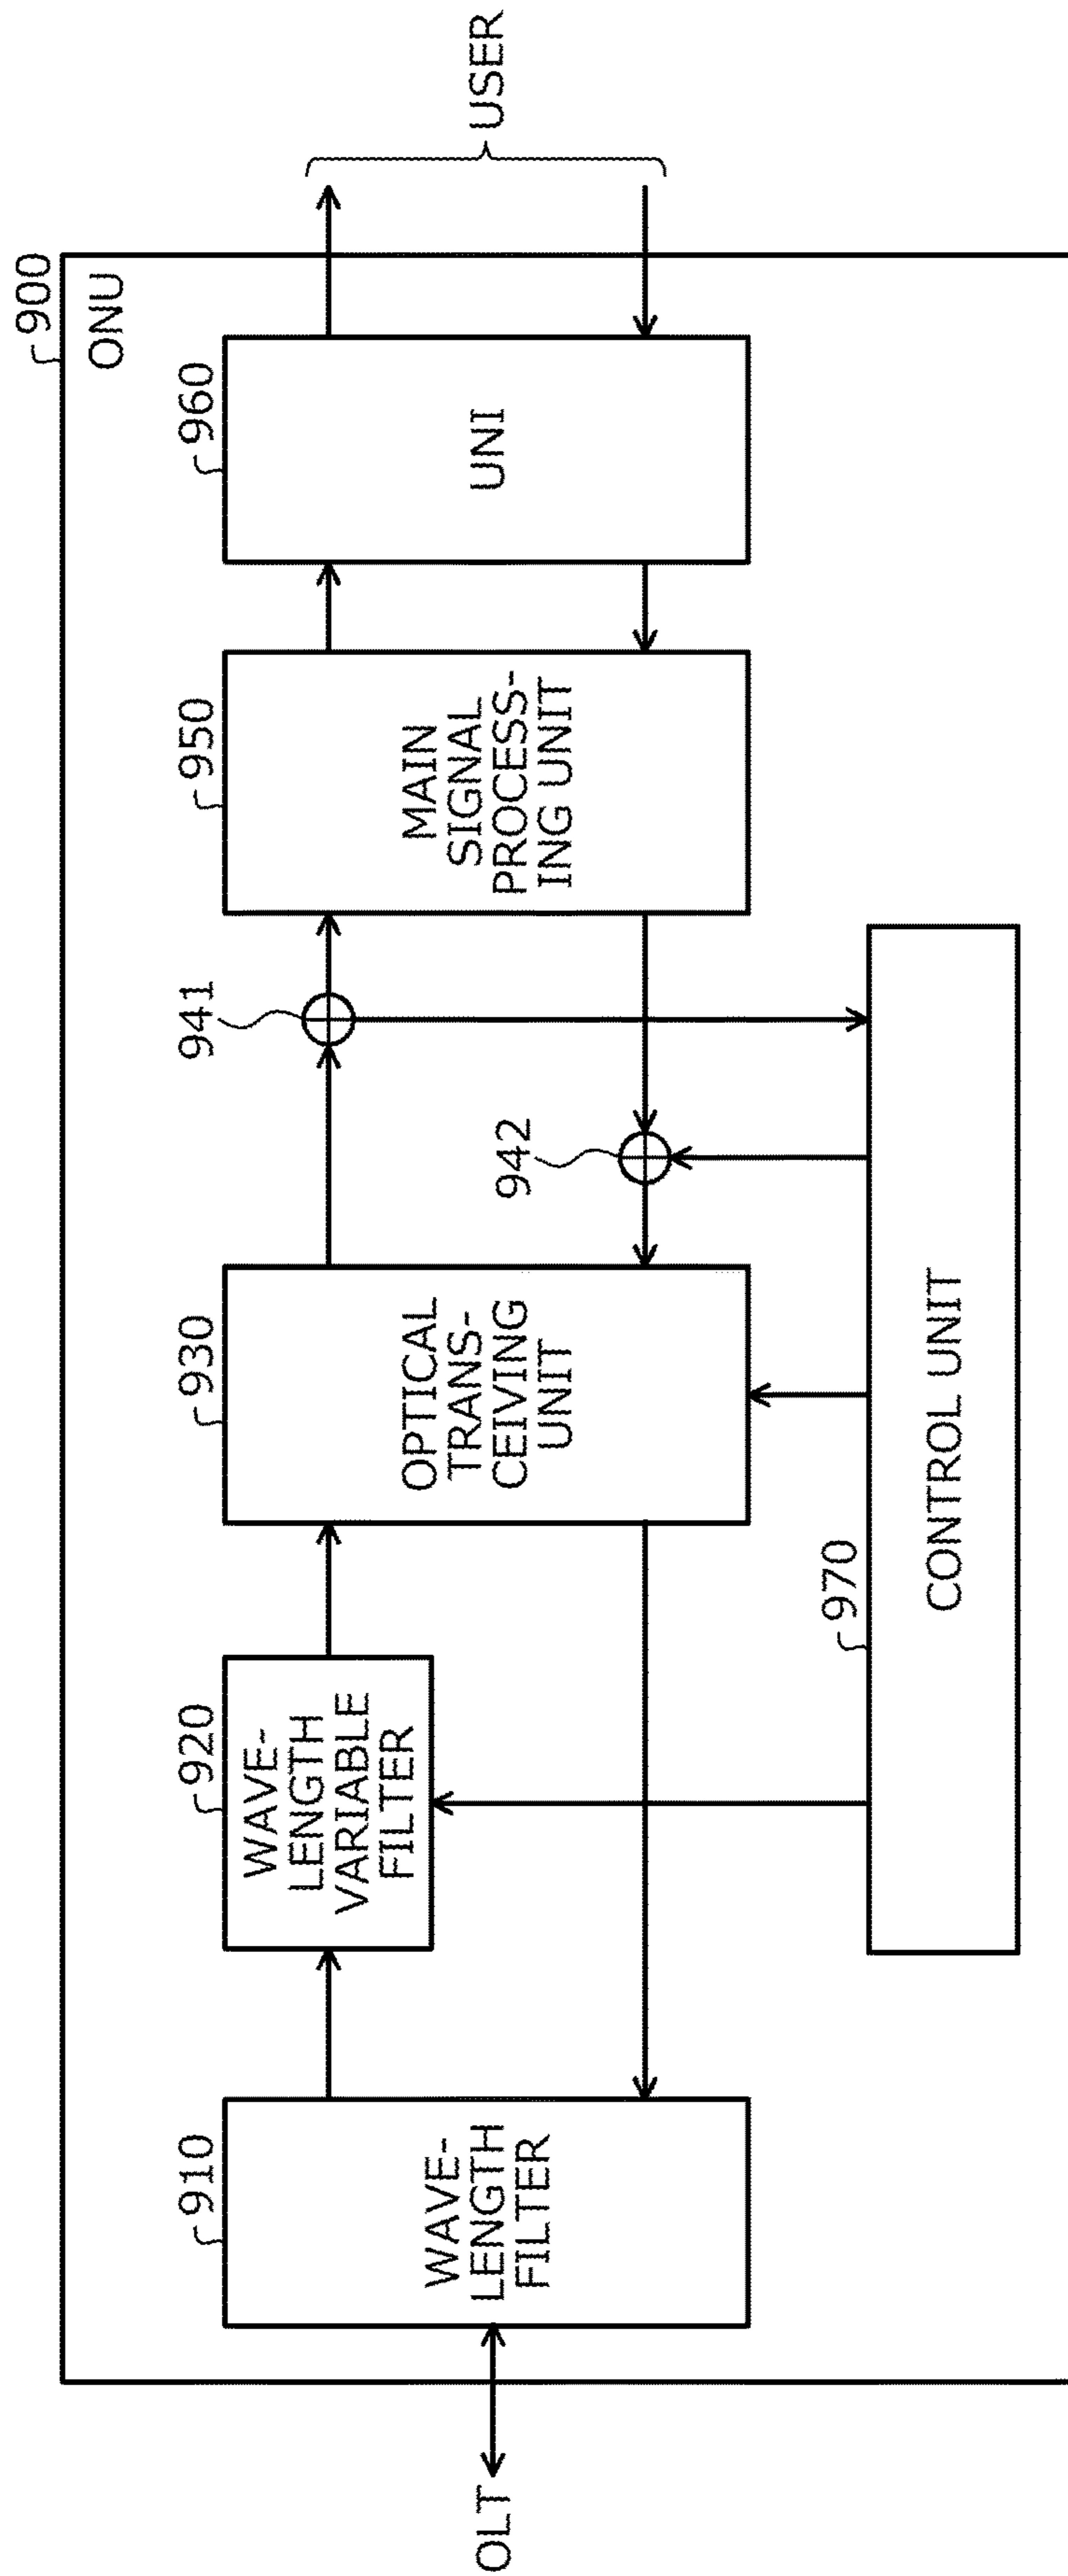 900
ONU
910
WAVE-
LENGTH
FILTER
920
WAVE-
LENGTH
VARIABLE
FILTER
930
OPTICAL
TRANS-
CEIVING
UNIT
941
942
950
MAIN
SIGNAL
PROCESS-
ING UNIT
960
UNI
970
CONTROL UNIT
OLT
USER